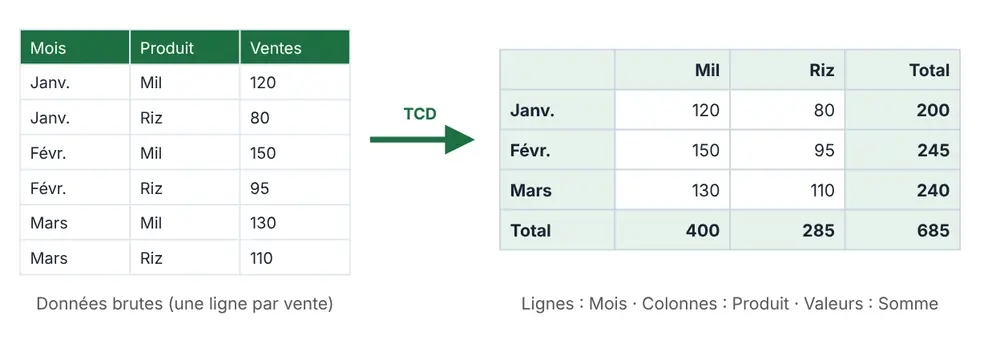 Mois Produit Ventes
Janv. Mil 120
Janv. Riz 80
Févr. Mil 150
Févr. Riz 95
Mars Mil 130
Mars Riz 110
Données brutes (une ligne par vente)
TCD
Mil Riz Total
Janv. 120 80 200
Févr. 150 95 245
Mars 130 110 240
Total 400 285 685
Lignes : Mois · Colonnes : Produit · Valeurs : Somme